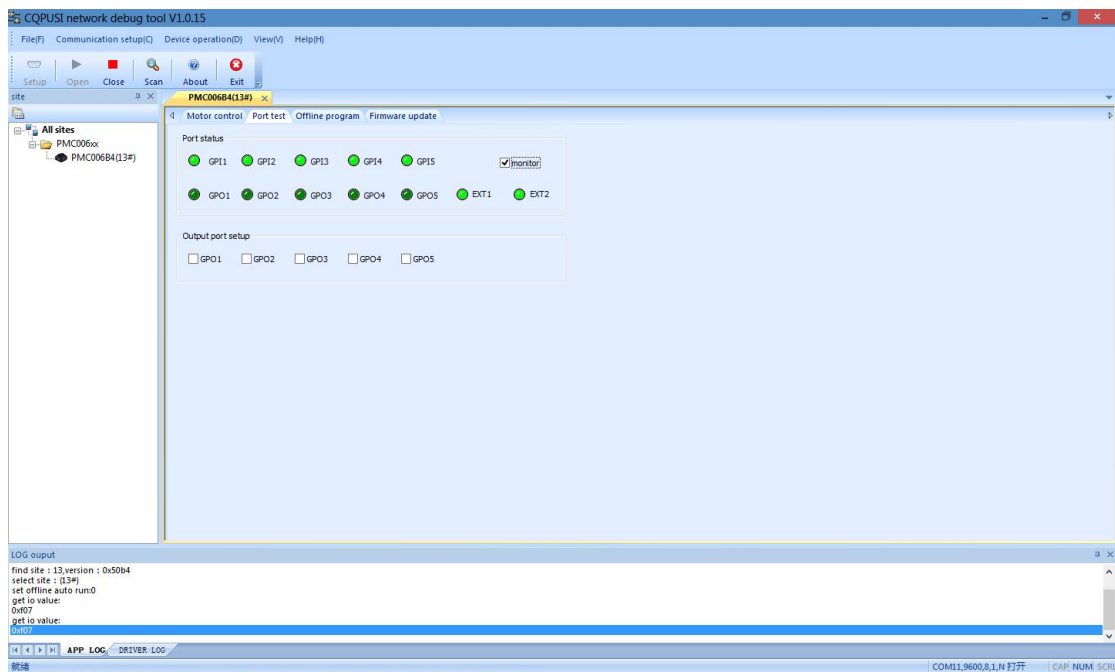 CQPUSI network debug tool V1.0.15
File(F) Communication setup(C) Device operation(D) View(V) Help(H)
Setup Open Close Scan About Exit
site
PMC006B4(13#)
Motor control Port test Offline program Firmware update
All sites
PMC006xx
PMC006B4(13#)
Port status
GPI1 GPI2 GPI3 GPI4 GPI5 monitor
GPO1 GPO2 GPO3 GPO4 GPO5 EXT1 EXT2
Output port setup
GPO1 GPO2 GPO3 GPO4 GPO5
LOG ouput
find site : 13,version : 0x50b4
select site : (13#)
set offline auto run:0
get io value:
0xf07
get io value:
0xf07
APP LOG DRIVER LOG
就绪 COM11,9600,8,1,N 打开 CAP NUM SCRL